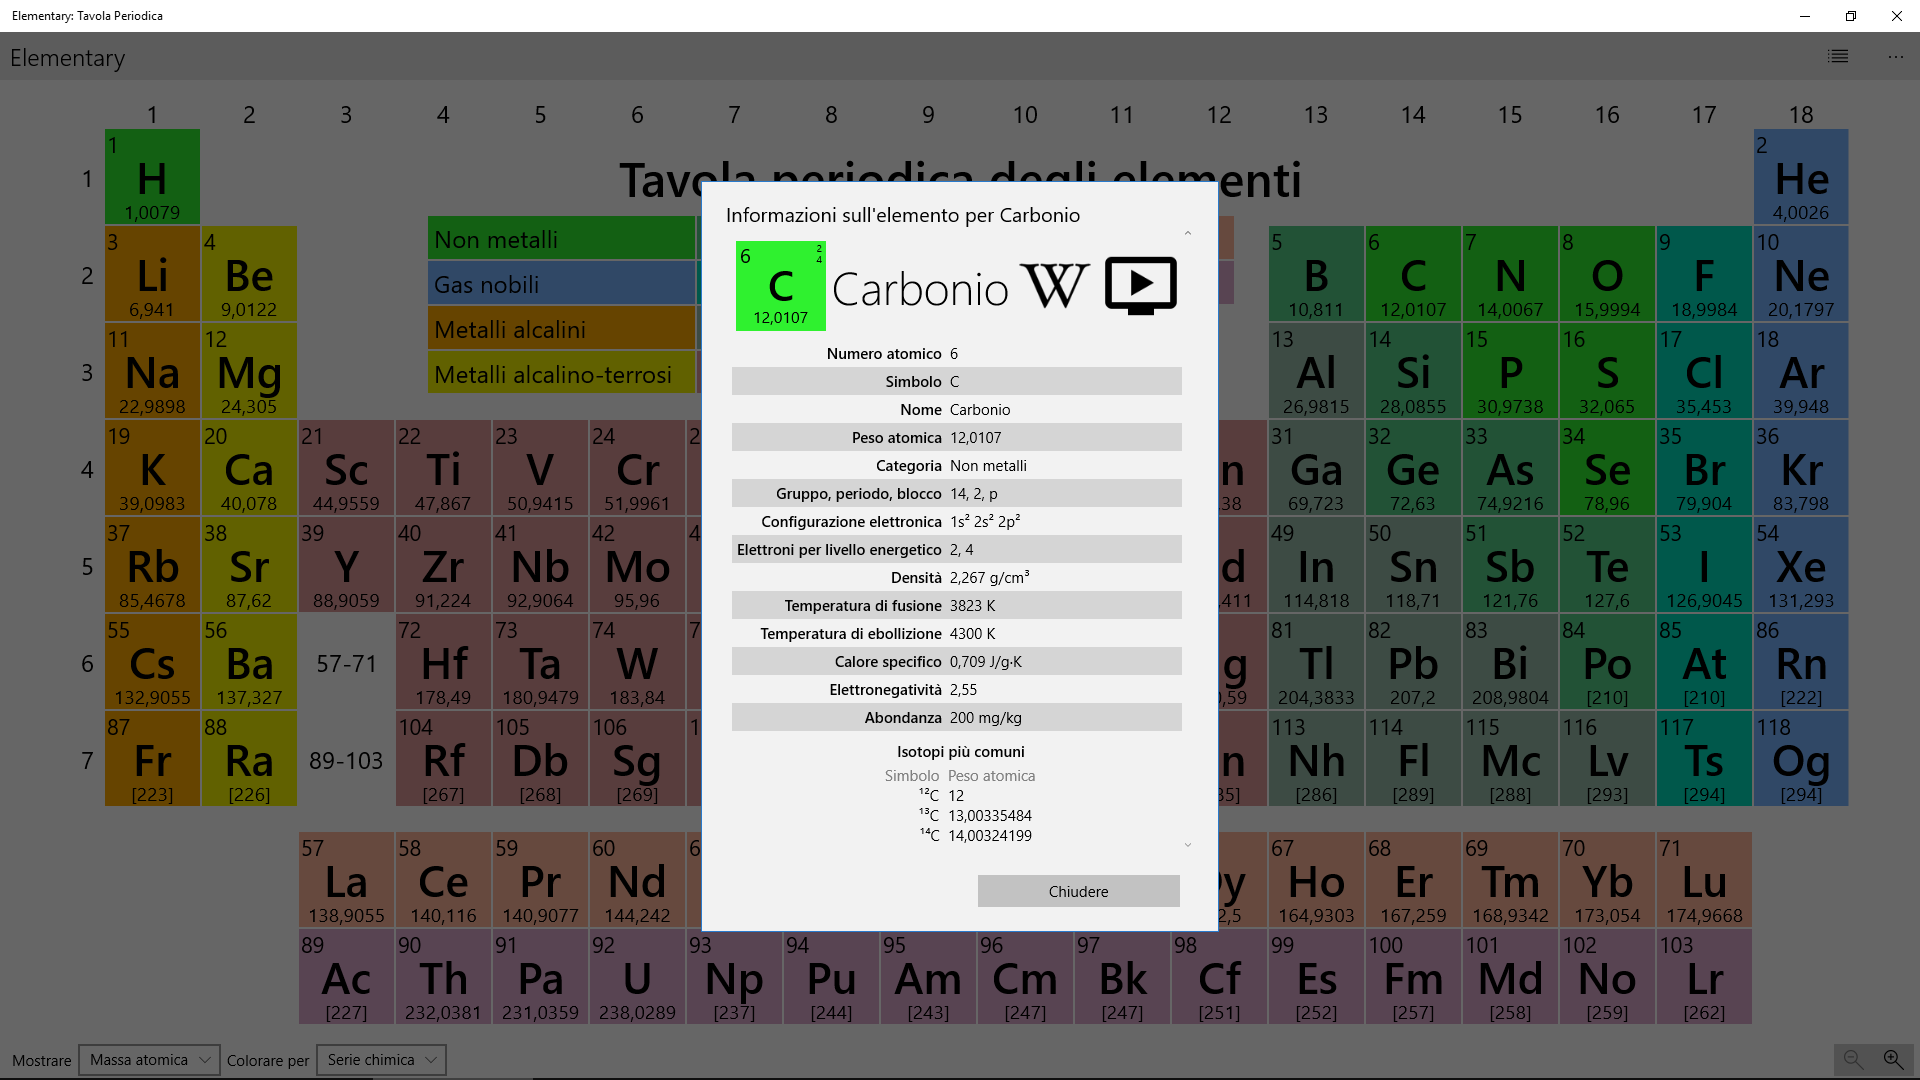 Elementary: Tavola Periodica
Elementary
1 2 3 4 5 6 7 8 9 10 11 12 13 14 15 16 17 18
1 2 3 4 5 6 7
Tavola periodica degli elementi
1 H 1,0079
2 He 4,0026
Non metalli
Gas nobili
Metalli alcalini
Metalli alcalino-terrosi
3 Li 6,941
4 Be 9,0122
5 B 10,811
6 C 12,0107
7 N 14,0067
8 O 15,9994
9 F 18,9984
10 Ne 20,1797
11 Na 22,9898
12 Mg 24,305
13 Al 26,9815
14 Si 28,0855
15 P 30,9738
16 S 32,065
17 Cl 35,453
18 Ar 39,948
19 K 39,0983
20 Ca 40,078
21 Sc 44,9559
22 Ti 47,867
23 V 50,9415
24 Cr 51,9961
31 Ga 69,723
32 Ge 72,63
33 As 74,9216
34 Se 78,96
35 Br 79,904
36 Kr 83,798
37 Rb 85,4678
38 Sr 87,62
39 Y 88,9059
40 Zr 91,224
41 Nb 92,9064
42 Mo 95,96
49 In 114,818
50 Sn 118,71
51 Sb 121,76
52 Te 127,6
53 I 126,9045
54 Xe 131,293
55 Cs 132,9055
56 Ba 137,327
57-71
72 Hf 178,49
73 Ta 180,9479
74 W 183,84
81 Tl 204,3833
82 Pb 207,2
83 Bi 208,9804
84 Po [210]
85 At [210]
86 Rn [222]
87 Fr [223]
88 Ra [226]
89-103
104 Rf [267]
105 Db [268]
106 Sg [269]
113 Nh [286]
114 Fl [289]
115 Mc [288]
116 Lv [293]
117 Ts [294]
118 Og [294]
57 La 138,9055
58 Ce 140,116
59 Pr 140,9077
60 Nd 144,242
67 Ho 164,9303
68 Er 167,259
69 Tm 168,9342
70 Yb 173,054
71 Lu 174,9668
89 Ac [227]
90 Th 232,0381
91 Pa 231,0359
92 U 238,0289
93 Np [237]
94 Pu [244]
95 Am [243]
96 Cm [247]
97 Bk [247]
98 Cf [251]
99 Es [252]
100 Fm [257]
101 Md [258]
102 No [259]
103 Lr [262]
Informazioni sull'elemento per Carbonio
6 2 4 C 12,0107
Carbonio W
Numero atomico 6
Simbolo C
Nome Carbonio
Peso atomica 12,0107
Categoria Non metalli
Gruppo, periodo, blocco 14, 2, p
Configurazione elettronica 1s² 2s² 2p²
Elettroni per livello energetico 2, 4
Densità 2,267 g/cm³
Temperatura di fusione 3823 K
Temperatura di ebollizione 4300 K
Calore specifico 0,709 J/g·K
Elettronegatività 2,55
Abondanza 200 mg/kg
Isotopi più comuni
Simbolo Peso atomica
¹²C 12
¹³C 13,00335484
¹⁴C 14,00324199
Chiudere
Mostrare Massa atomica Colorare per Serie chimica